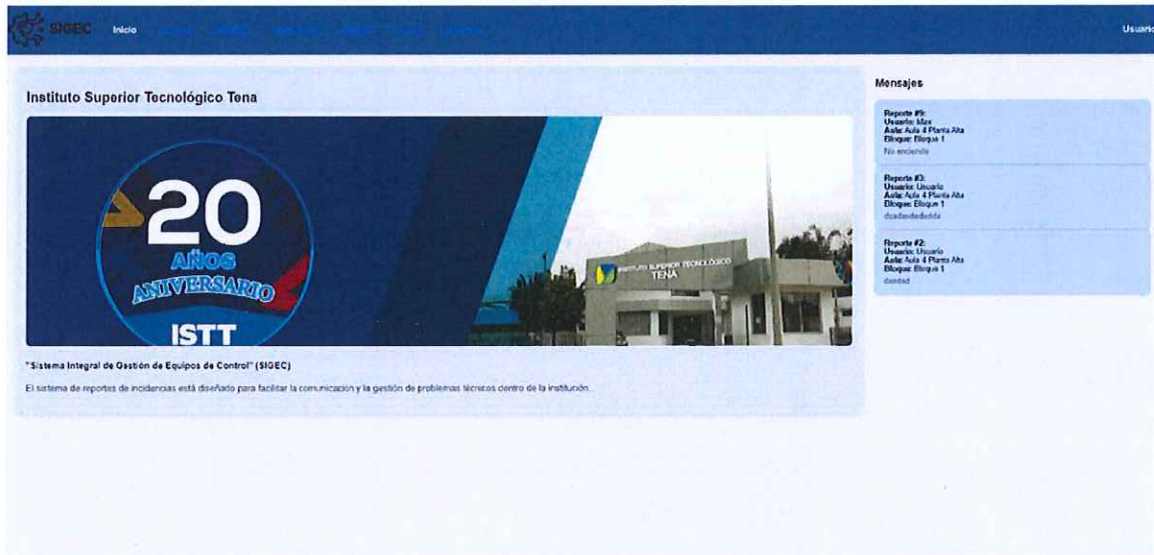 SIGEC
Inicio
Usuario
Instituto Superior Tecnológico Tena
20
AÑOS
ANIVERSARIO
ISTT
INSTITUTO SUPERIOR TECNOLÓGICO
TENA
"Sistema Integral de Gestión de Equipos de Control" (SIGEC)
El sistema de reportes de incidencias está diseñado para facilitar la comunicación y la gestión de problemas técnicos dentro de la institución...
Mensajes
Reporte #9:
Usuario: Max
Aula: Aula 4 Planta Alta
Bloque: Bloque 1
No enciende
Reporte #3:
Usuario: Usuario
Aula: Aula 4 Planta Alta
Bloque: Bloque 1
Reporte #2:
Usuario: Usuario
Aula: Aula 4 Planta Alta
Bloque: Bloque 1